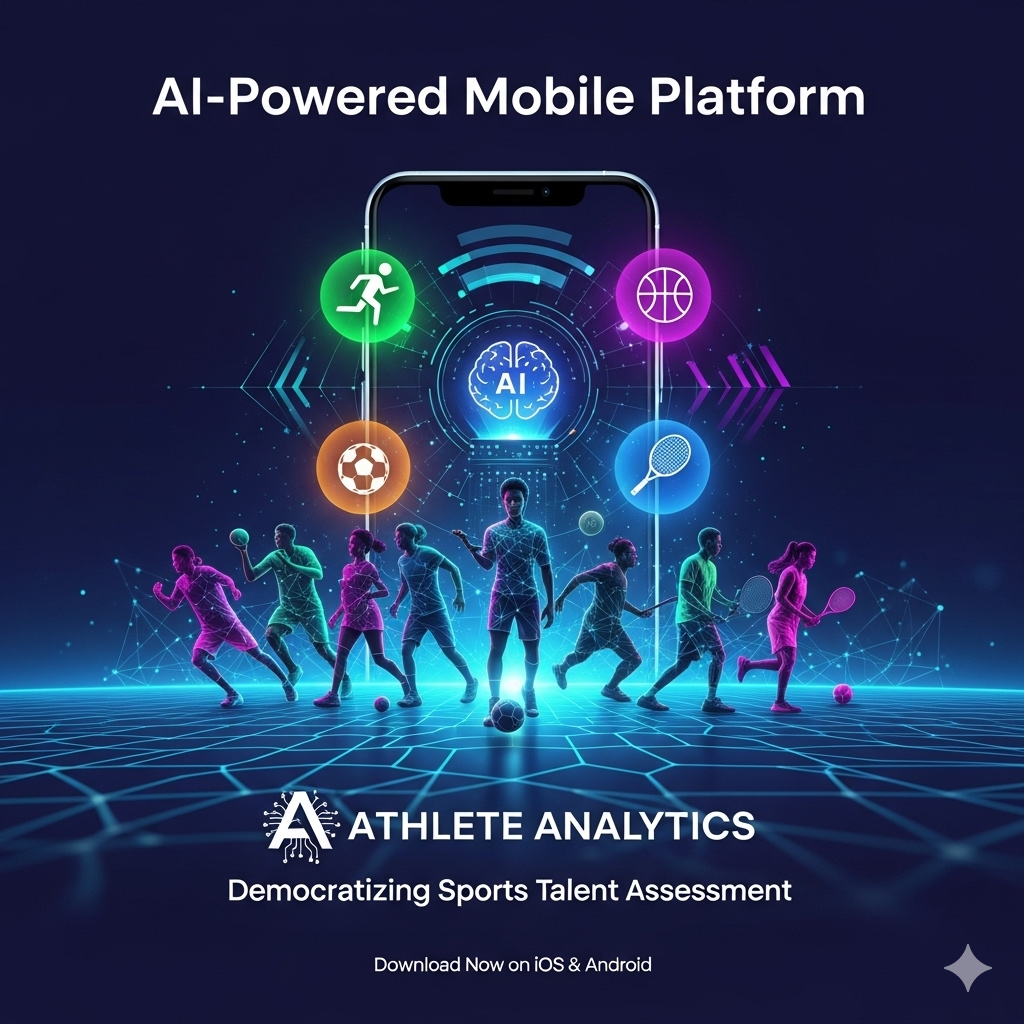 AI-Powered Mobile Platform
AI
ATHLETE ANALYTICS
Democratizing Sports Talent Assessment
Download Now on iOS & Android